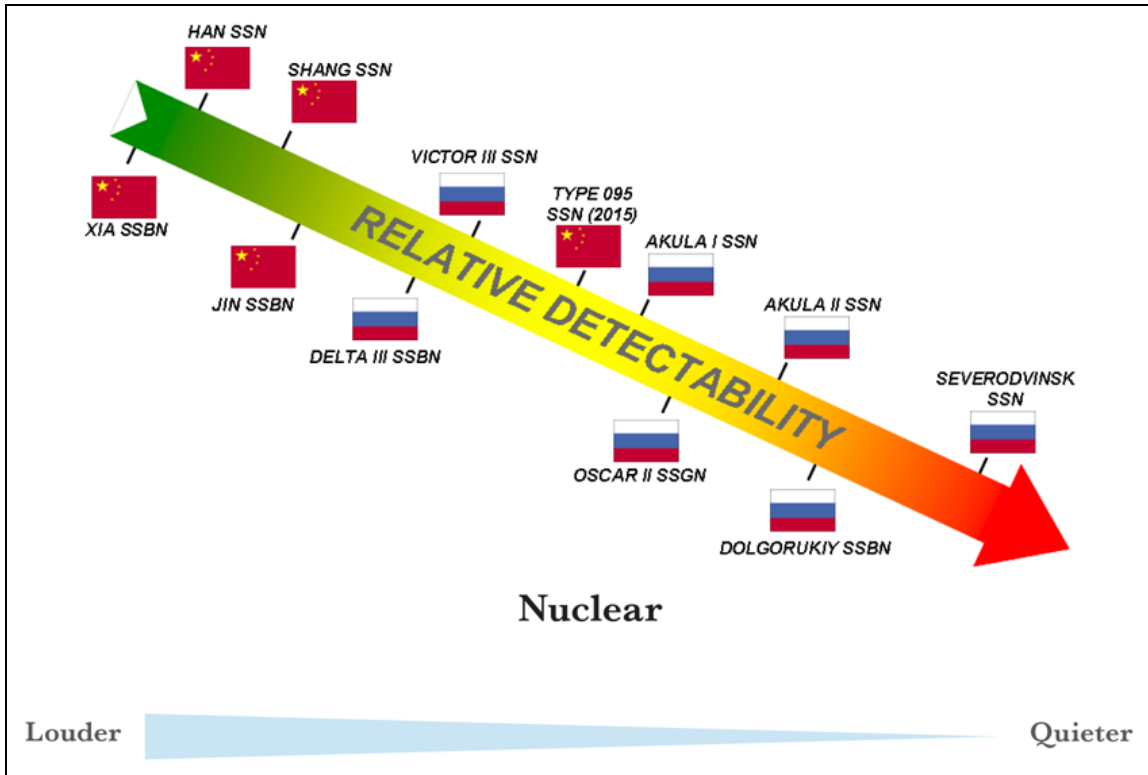 HAN SSN
SHANG SSN
XIA SSBN
JIN SSBN
VICTOR III SSN
DELTA III SSBN
TYPE 095
SSN (2015)
AKULA I SSN
OSCAR II SSGN
AKULA II SSN
DOLGORUKIY SSBN
SEVERODVINSK
SSN
RELATIVE DETECTABILITY
Nuclear
Louder
Quieter